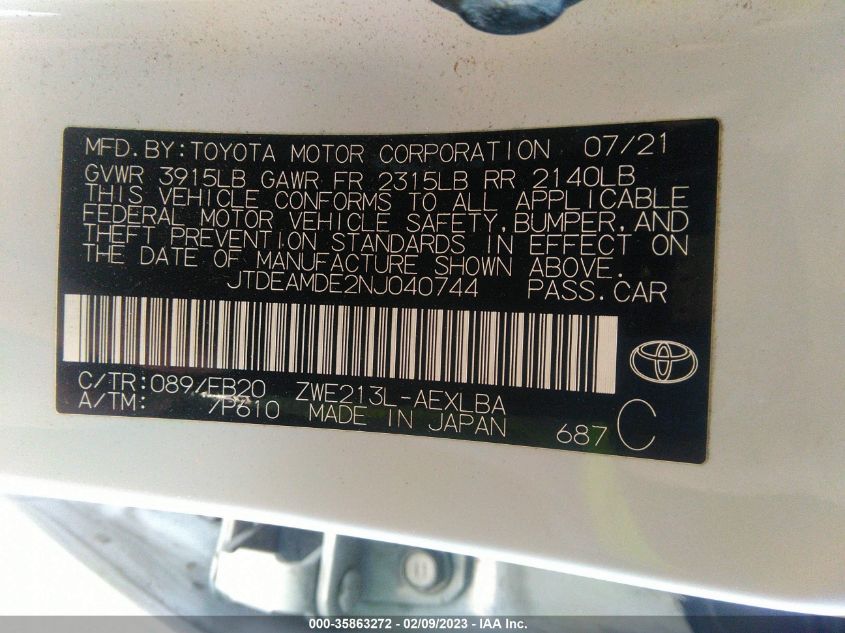 MFD.BY:TOYOTA MOTOR CORPORATION 07/21
GVWR 3915LB GAWR FR 2315LB RR 2140LB
THIS VEHICLE CONFORMS TO ALL APPLICABLE
FEDERAL MOTOR VEHICLE SAFETY,BUMPER,AND
THEFT PREVENTION STANDARDS IN EFFECT ON
THE DATE OF MANUFACTURE SHOWN ABOVE.
JTDEAMDE2NJ040744 PASS.CAR
C/TR:089/EB20 ZWE213L-AEXLBA
A/TM: /P610 MADE IN JAPAN 687 C
000-35863272 - 02/09/2023 - IAA Inc.